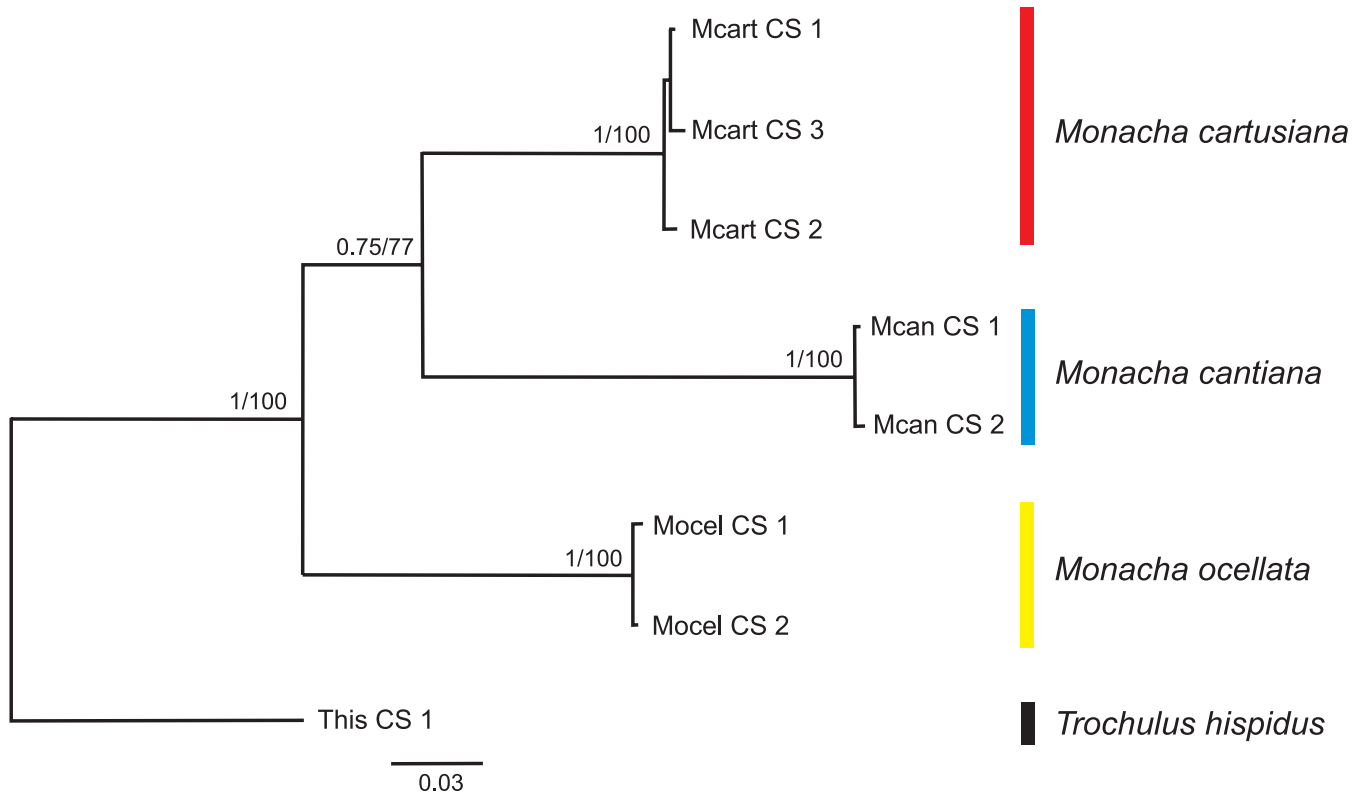 Mcart CS 1
1/100
Mcart CS 3
Monacha cartusiana
Mcart CS 2
0.75/77
Mcan CS 1
1/100
Monacha cantiana
1/100
Mcan CS 2
Mocel CS 1
1/100
Monacha ocellata
Mocel CS 2
This CS 1
Trochulus hispidus
0.03